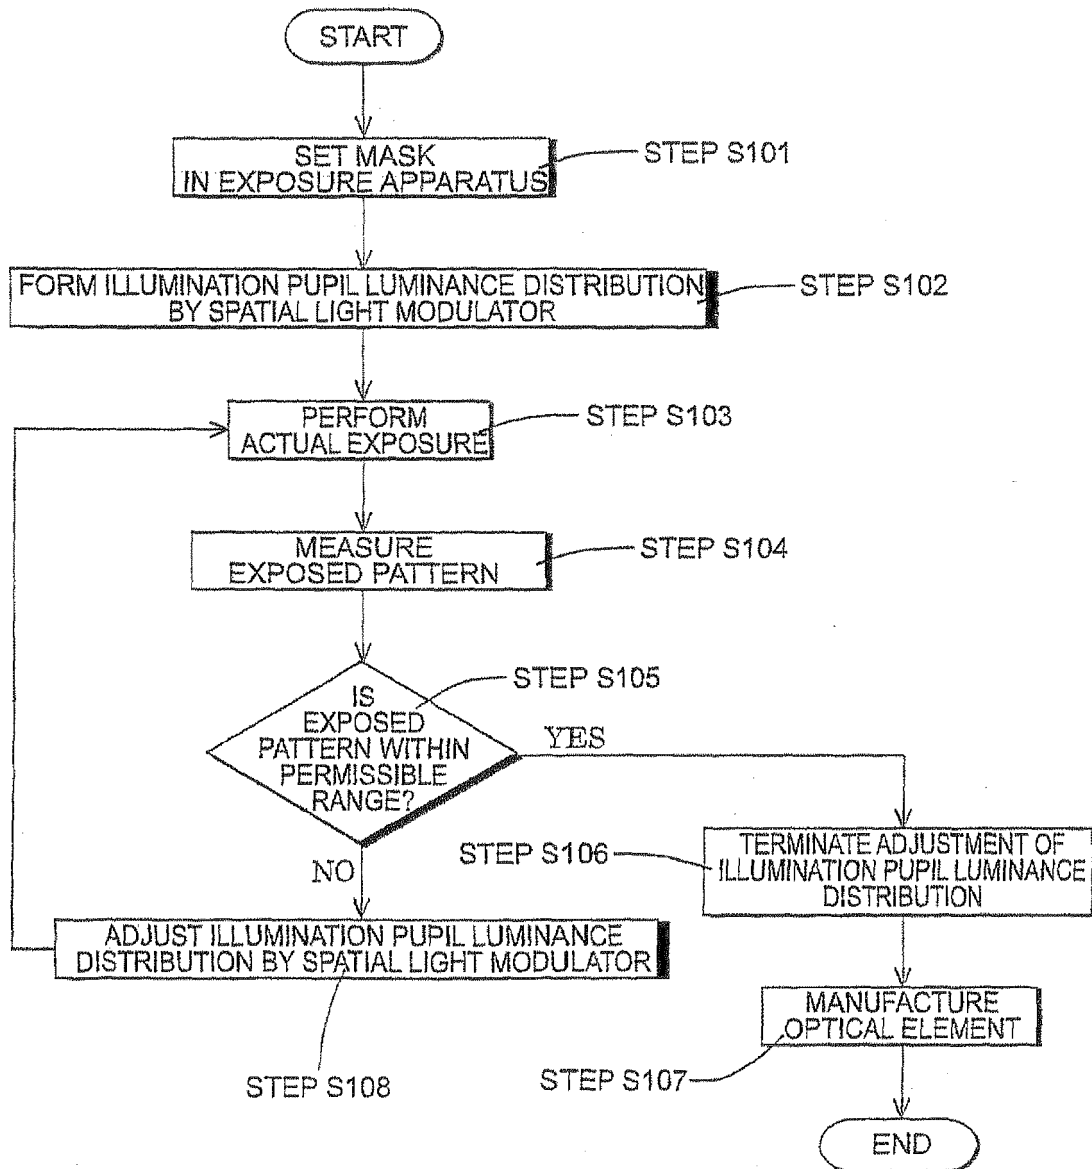 START
SET MASK
IN EXPOSURE APPARATUS
STEP S101
FORM ILLUMINATION PUPIL LUMINANCE DISTRIBUTION
BY SPATIAL LIGHT MODULATOR
STEP S102
PERFORM
ACTUAL EXPOSURE
STEP S103
MEASURE
EXPOSED PATTERN
STEP S104
IS
EXPOSED
PATTERN WITHIN
PERMISSIBLE
RANGE?
STEP S105
YES
NO
STEP S106
TERMINATE ADJUSTMENT OF
ILLUMINATION PUPIL LUMINANCE
DISTRIBUTION
ADJUST ILLUMINATION PUPIL LUMINANCE
DISTRIBUTION BY SPATIAL LIGHT MODULATOR
STEP S108
MANUFACTURE
OPTICAL ELEMENT
STEP S107
END